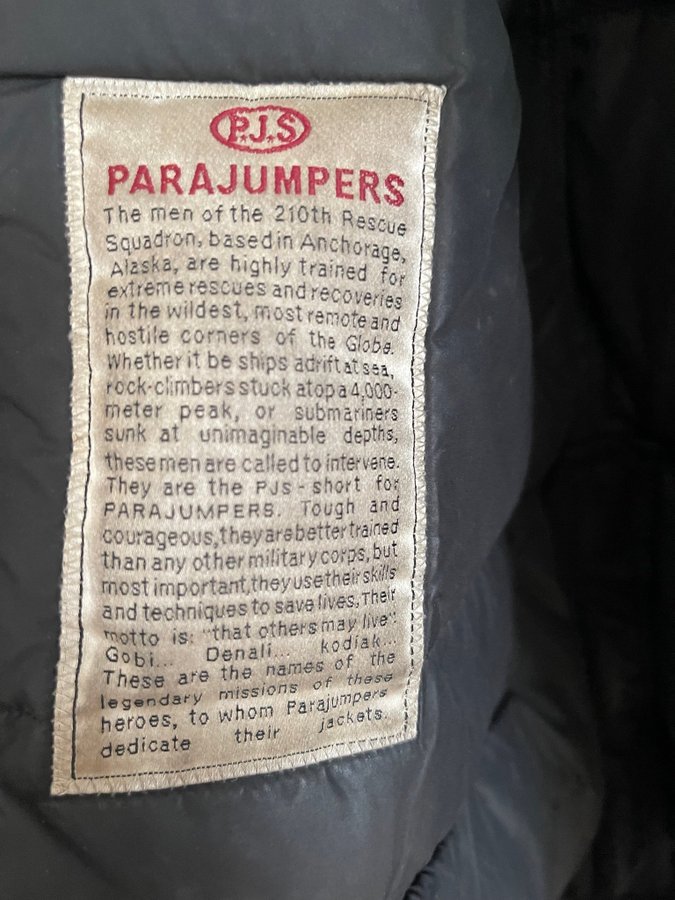 P.J.S
PARAJUMPERS
The men of the 210th Rescue
Squadron, based in Anchorage,
Alaska, are highly trained for
extreme rescues and recoveries
in the wildest, most remote and
hostile corners of the Globe.
Whether it be ships adrift at sea,
rock-climbers stuck atop a 4,000-
meter peak, or submariners
sunk at unimaginable depths,
these men are called to intervene.
They are the PJS - short for
PARAJUMPERS. Tough and
courageous, they are better trained
than any other military corps, but
most important, they use their skills
and techniques to save lives. Their
motto is: "that others may live".
Gobi... Denali... kodiak...
These are the names of the
legendary missions of these
heroes, to whom Parajumpers
dedicate their jackets.